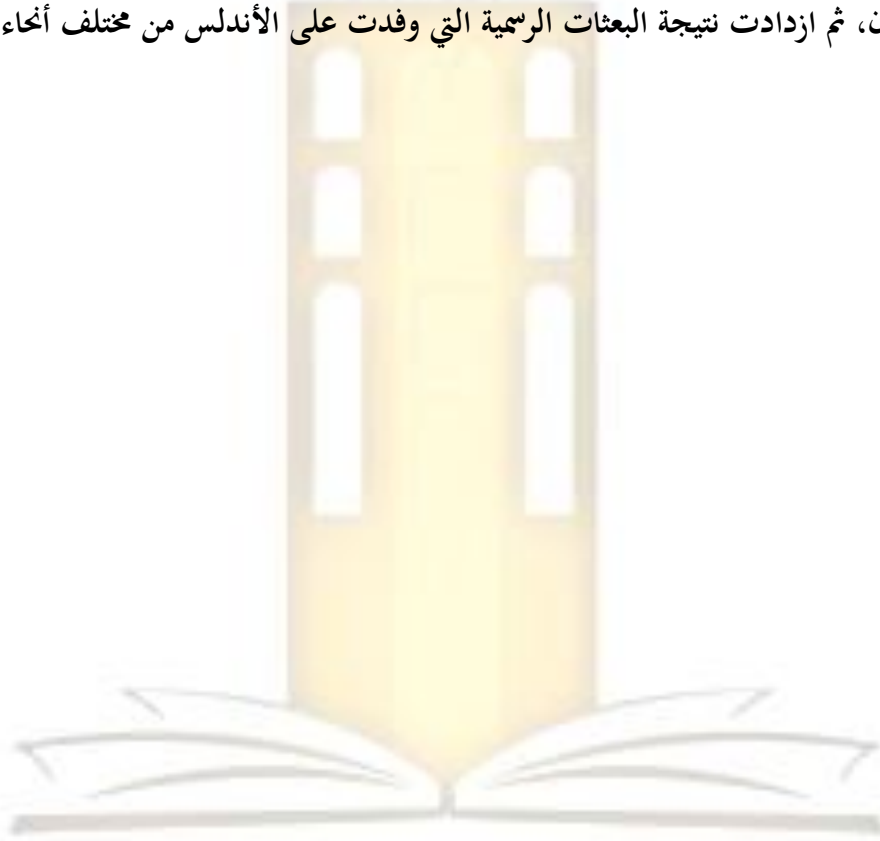 ثم ازدادت نتيجة البعثات الرسمية التي وفدت على الأندلس من مختلف أنحاء